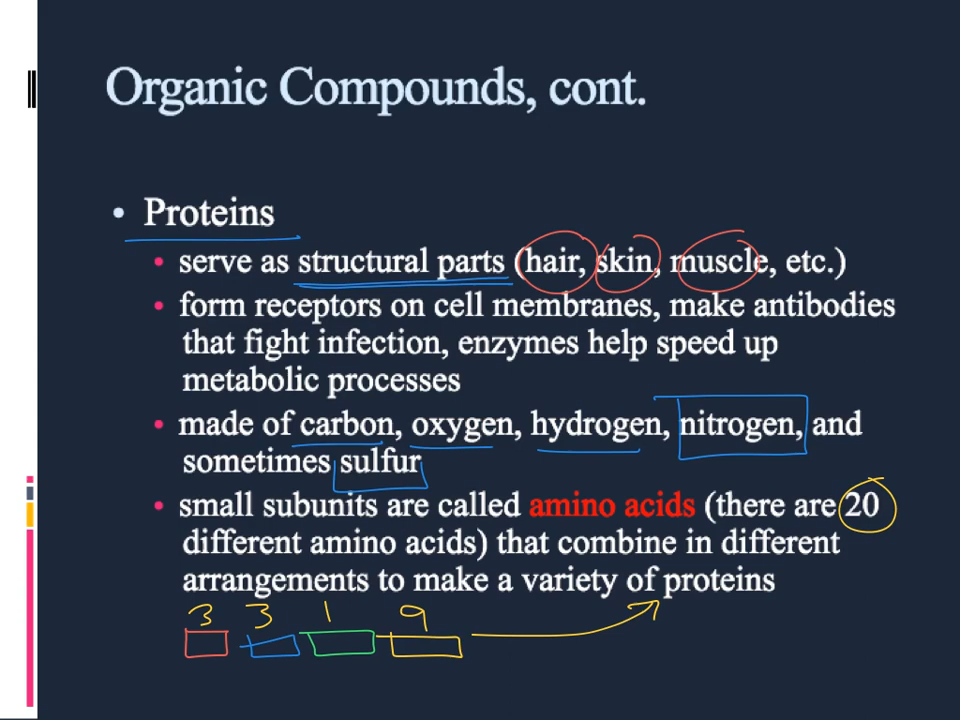 Organic Compounds, cont.
• Proteins
• serve as structural parts (hair, skin, muscle, etc.)
• form receptors on cell membranes, make antibodies
that fight infection, enzymes help speed up
metabolic processes
• made of carbon, oxygen, hydrogen, nitrogen, and
sometimes sulfur
• small subunits are called amino acids (there are 20
different amino acids) that combine in different
arrangements to make a variety of proteins
3 3 1 9